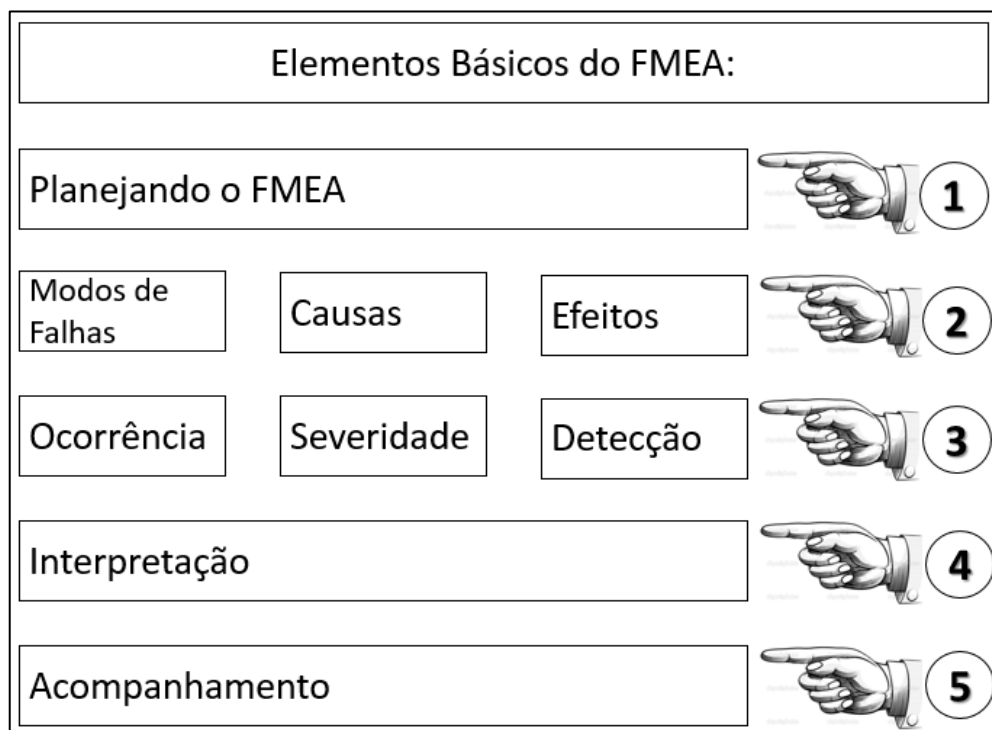 Elementos Básicos do FMEA:
Planejando o FMEA
1
Modos de
Falhas
Causas
Efeitos
2
Ocorrência
Severidade
Detecção
3
Interpretação
4
Acompanhamento
5